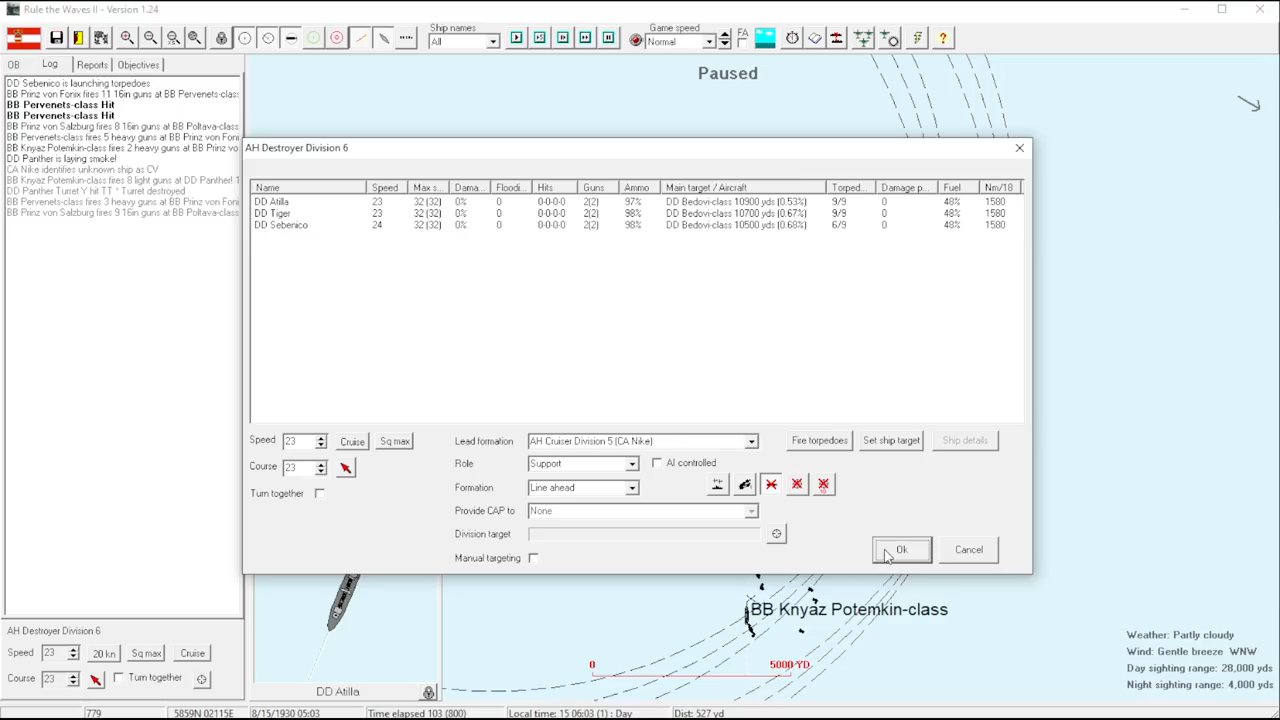 Rule the Waves II - Version 1.24
Ship names
All
Game speed
Normal
FA
OB
Log
Reports
Objectives
Paused
DD Sebenico is launching torpedoes
BB Prinz von Fonix fires 11 16in guns at BB Pervenets-class
BB Pervenets-class Hit
BB Pervenets-class Hit
BB Prinz von Salzburg fires 8 16in guns at BB Poltava-class
BB Pervenets-class fires 5 heavy guns at BB Prinz von Foni
BB Knyaz Potemkin-class fires 2 heavy guns at BB Prinz vo
DD Panther is laying smoke!
CA Nike identifies unknown ship as CV
BB Knyaz Potemkin-class fires 8 light guns at DD Panther! 1
DD Panther Turret Y hit TT * Turret destroyed
BB Pervenets-class fires 3 heavy guns at BB Prinz von Foni
BB Prinz von Salzburg fires 9 16in guns at BB Poltava-class
AH Destroyer Division 6
Name Speed Max s... Dama... Floodi... Hits Guns Ammo Main target / Aircraft Torped... Damage p... Fuel Nm/18
DD Atilla 23 32 (32) 0% 0 0-0-0-0 2(2) 97% DD Bedovi-class 10900 yds (0.53%) 9/9 0 48% 1580
DD Tiger 23 32 (32) 0% 0 0-0-0-0 2(2) 98% DD Bedovi-class 10700 yds (0.67%) 9/9 0 48% 1580
DD Sebenico 24 32 (32) 0% 0 0-0-0-0 2(2) 98% DD Bedovi-class 10500 yds (0.68%) 6/9 0 48% 1580
Speed 23 Cruise Sq max
Course 23
Turn together
Lead formation AH Cruiser Division 5 (CA Nike)
Role Support AI controlled
Formation Line ahead
Provide CAP to None
Division target
Manual targeting
Fire torpedoes Set ship target Ship details
10
Ok Cancel
BB Knyaz Potemkin-class
0 5000 YD
Weather: Partly cloudy
Wind: Gentle breeze WNW
Day sighting range: 28,000 yds
Night sighting range: 4,000 yds
AH Destroyer Division 6
Speed 23 20 kn Sq max Cruise
Course 23 Turn together
DD Atilla
779 5859N 02115E 8/15/1930 05:03 Time elapsed 103 (800) Local time: 15 06:03 (1) : Day Dist: 527 yd